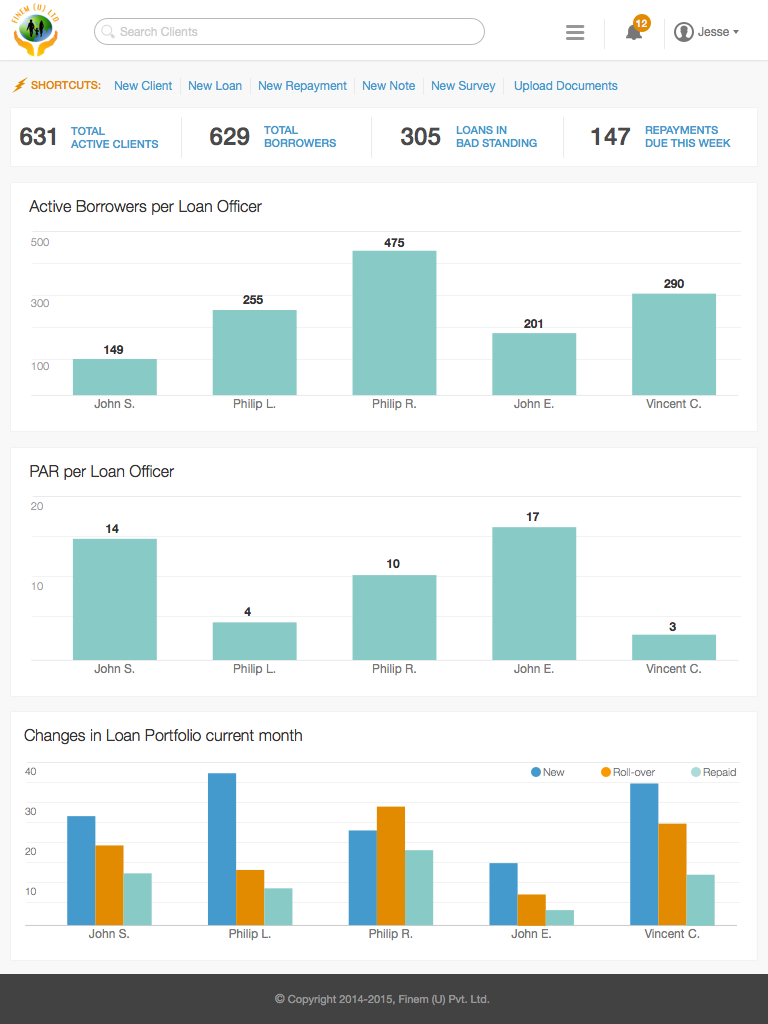 FINEM (U) LTD
Search Clients
12
Jesse
SHORTCUTS: New Client New Loan New Repayment New Note New Survey Upload Documents
631 TOTAL ACTIVE CLIENTS
629 TOTAL BORROWERS
305 LOANS IN BAD STANDING
147 REPAYMENTS DUE THIS WEEK
Active Borrowers per Loan Officer
500
300
100
149 255 475 201 290
John S. Philip L. Philip R. John E. Vincent C.
PAR per Loan Officer
20
10
14 4 10 17 3
John S. Philip L. Philip R. John E. Vincent C.
Changes in Loan Portfolio current month
New Roll-over Repaid
40
30
20
10
John S. Philip L. Philip R. John E. Vincent C.
© Copyright 2014-2015, Finem (U) Pvt. Ltd.